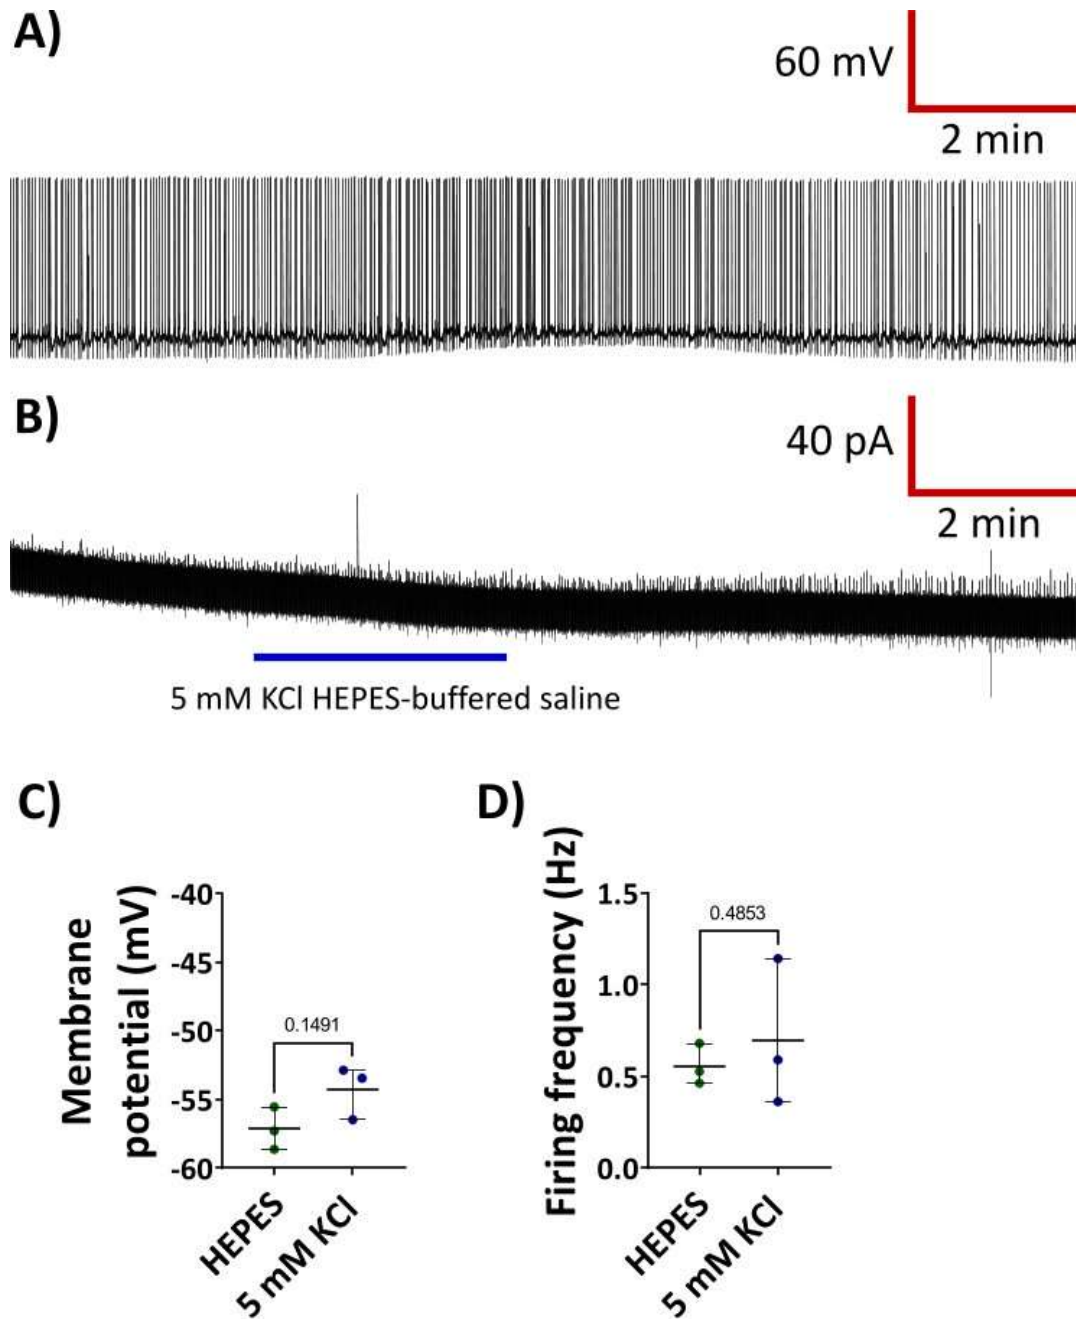 A)
60 mV
2 min
B)
40 pA
2 min
5 mM KCl HEPES-buffered saline
C)
Membrane
potential (mV)
-40
-45
-50
-55
-60
0.1491
HEPES
5 mM KCl
D)
Firing frequency (Hz)
1.5
1.0
0.5
0.0
0.4853
HEPES
5 mM KCl